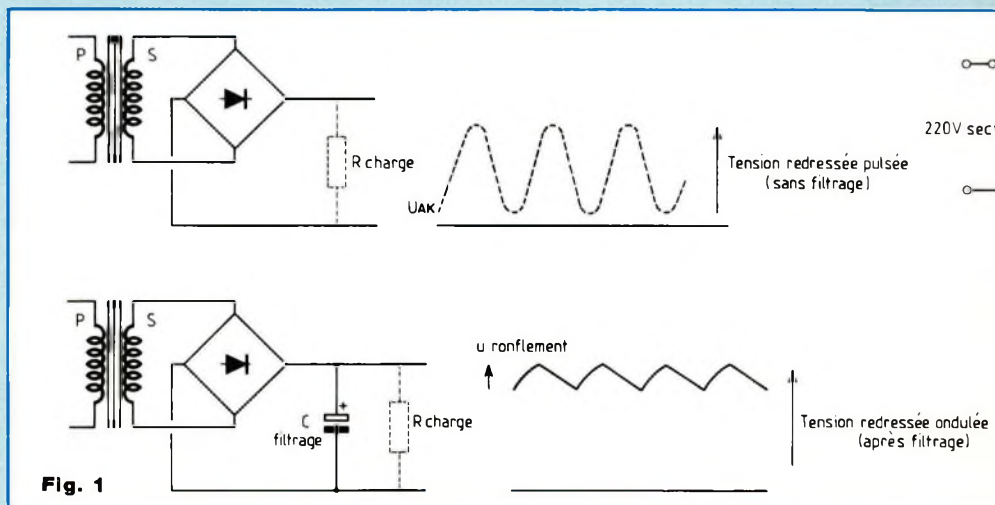 P
S
R charge
UAK
Tension redressée pulsée
(sans filtrage)
220V sect
P
S
+
C
filtrage
R charge
u ronflement
Tension redressée ondulée
(après filtrage)
Fig. 1